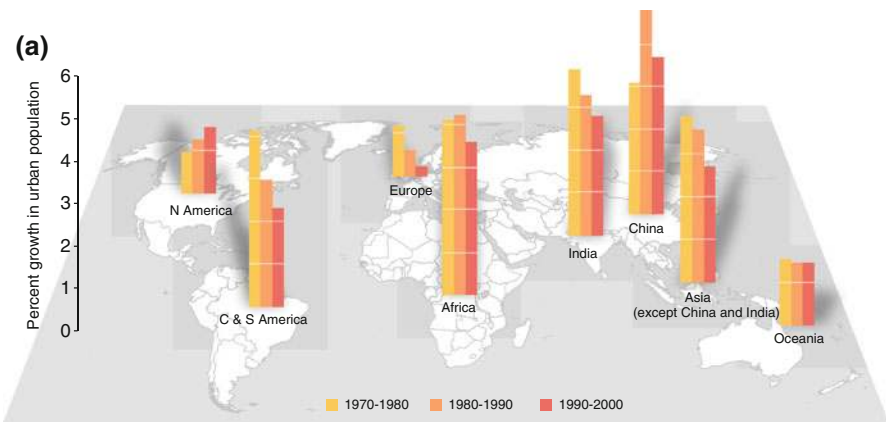 (a)
Percent growth in urban population
6
5
4
3
2
1
0
N America
C & S America
Europe
Africa
India
China
Asia
(except China and India)
Oceania
1970-1980
1980-1990
1990-2000